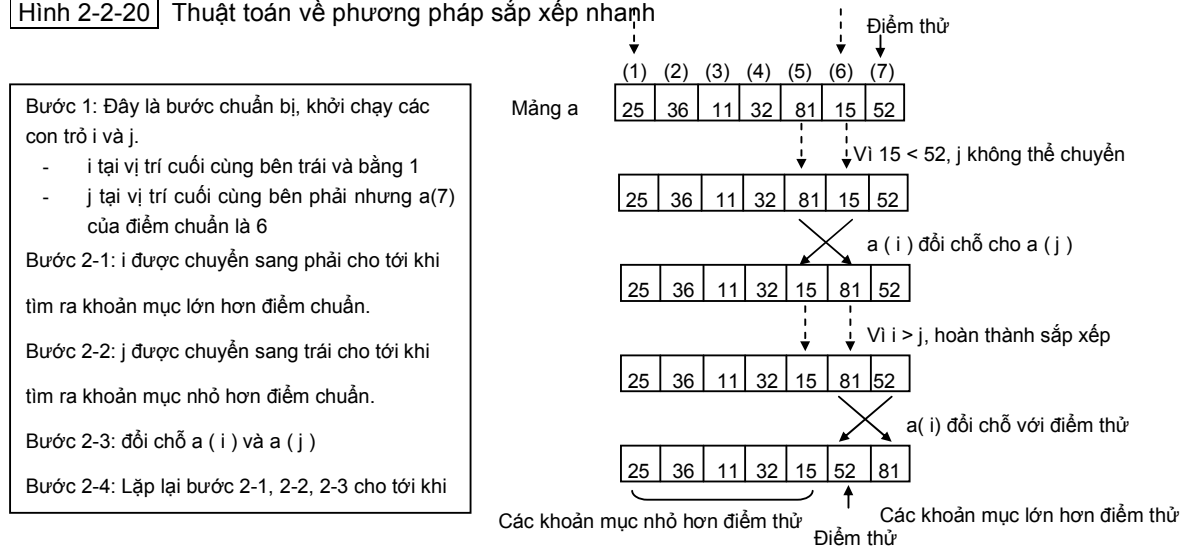 Hình 2-2-20 Thuật toán về phương pháp sắp xếp nhanh
Bước 1: Đây là bước chuẩn bị, khởi chạy các
con trỏ i và j.
- i tại vị trí cuối cùng bên trái và bằng 1
- j tại vị trí cuối cùng bên phải nhưng a(7)
của điểm chuẩn là 6
Bước 2-1: i được chuyển sang phải cho tới khi
tìm ra khoản mục lớn hơn điểm chuẩn.
Bước 2-2: j được chuyển sang trái cho tới khi
tìm ra khoản mục nhỏ hơn điểm chuẩn.
Bước 2-3: đổi chỗ a ( i ) và a ( j )
Bước 2-4: Lặp lại bước 2-1, 2-2, 2-3 cho tới khi
Điểm thử
(1) (2) (3) (4) (5) (6) (7)
Mảng a 25 36 11 32 81 15 52
Vì 15 < 52, j không thể chuyển
25 36 11 32 81 15 52
a ( i ) đổi chỗ cho a ( j )
25 36 11 32 15 81 52
Vì i > j, hoàn thành sắp xếp
25 36 11 32 15 81 52
a( i) đổi chỗ với điểm thử
25 36 11 32 15 52 81
Các khoản mục nhỏ hơn điểm thử
Điểm thử
Các khoản mục lớn hơn điểm thử